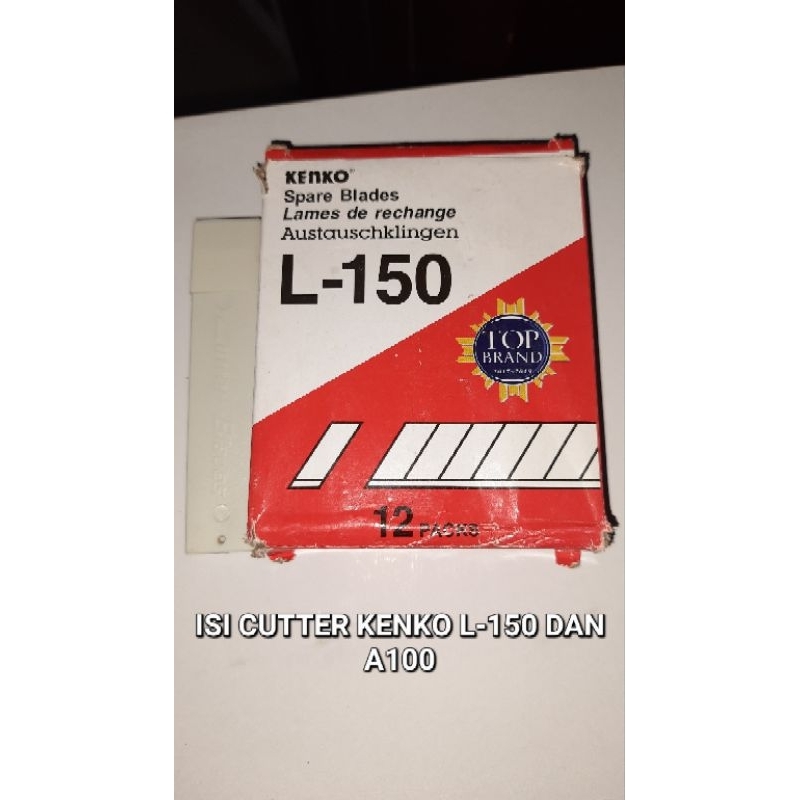 KENKO®
Spare Blades
Lames de rechange
Austauschklingen
L-150
TOP
BRAND
12 PACKS
ISI CUTTER KENKO L-150 DAN
A100